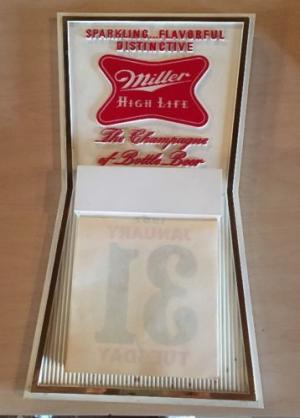 SPARKLING...FLAVORFUL
DISTINCTIVE
Miller
HIGH LIFE
The Champagne
of Bottle Beer
JANUARY
31
TUESDAY